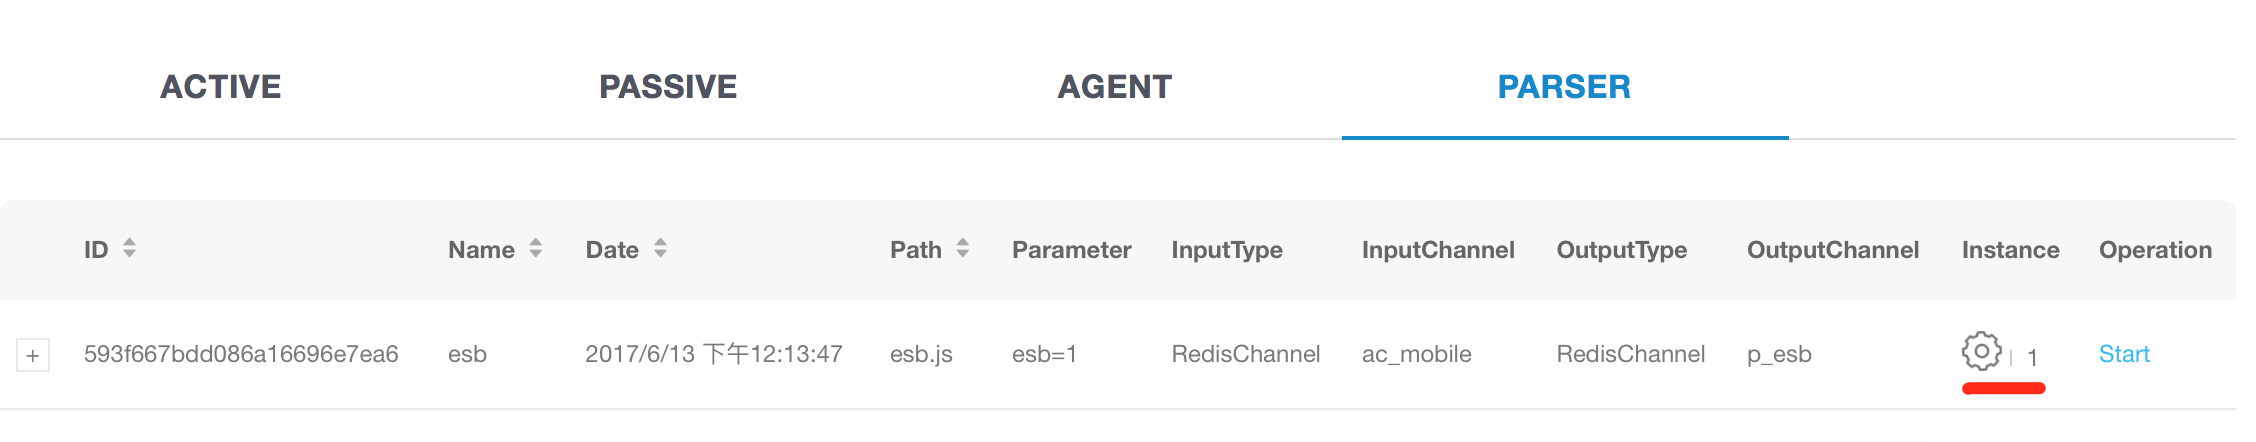 ACTIVE PASSIVE AGENT PARSER
ID Name Date Path Parameter InputType InputChannel OutputType OutputChannel Instance Operation
593f667bdd086a16696e7ea6 esb 2017/6/13 下午12:13:47 esb.js esb=1 RedisChannel ac_mobile RedisChannel p_esb 1 Start